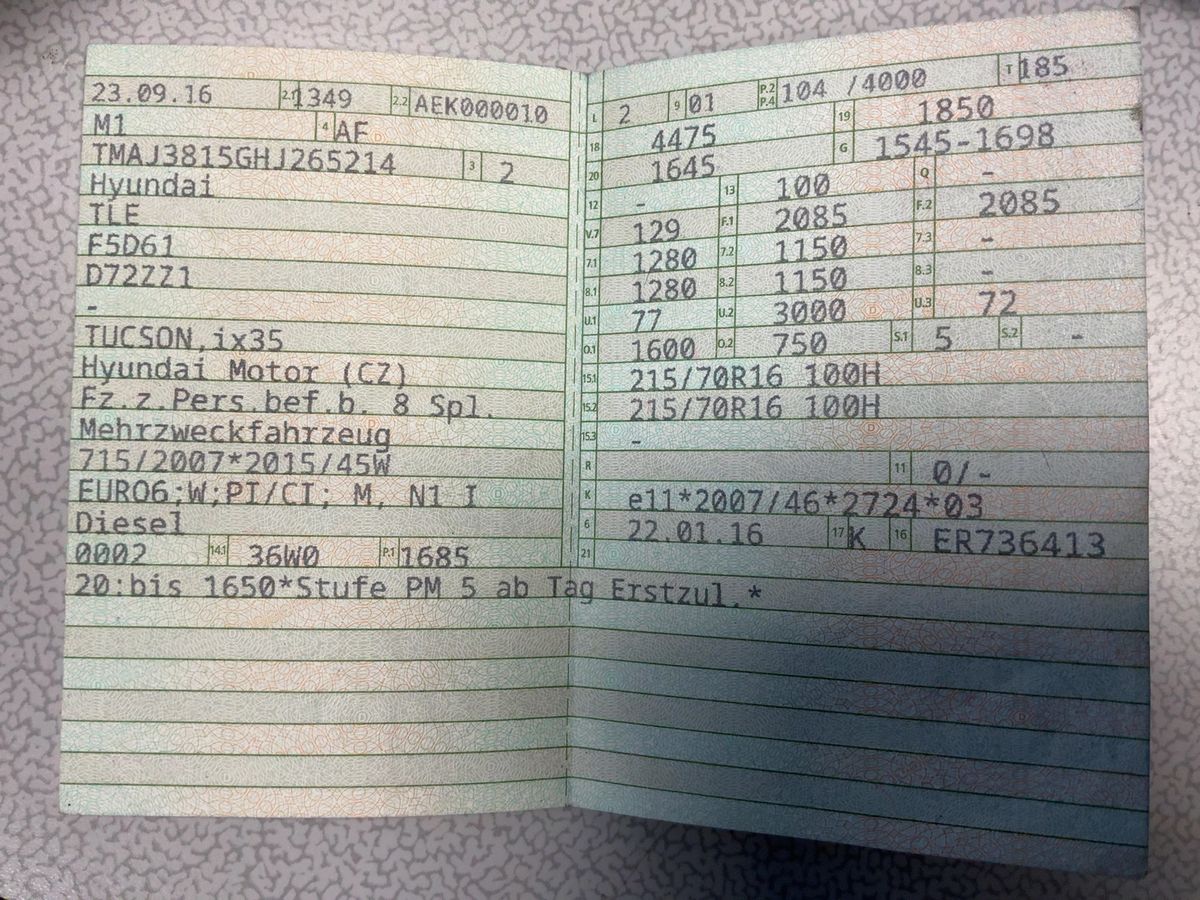 23.09.16 2.1 1349 2.2 AEK000010
M1 4 AF
TMAJ3815GHJ265214 3 2
Hyundai
TLE
F5D61
D72ZZ1
-
TUCSON,ix35
Hyundai Motor (CZ)
Fz.z.Pers.bef.b. 8 Spl.
Mehrzweckfahrzeug
715/2007*2015/45W
EURO6;W;PI/CI; M, N1 I
Diesel
0002 14.1 36W0 P.1 1685
L 2 9 01 P.2 P.4 104 /4000 T 185
18 4475 19 1850
20 1645 G 1545-1698
12 - 13 100 Q -
V.7 129 F.1 2085 F.2 2085
7.1 1280 7.2 1150 7.3 -
8.1 1280 8.2 1150 8.3 -
U.1 77 U.2 3000 U.3 72
O.1 1600 O.2 750 S.1 5 S.2 -
15.1 215/70R16 100H
15.2 215/70R16 100H
15.3 -
R 11 0/-
K e11*2007/46*2724*03
6 22.01.16 17 K 16 ER736413
21
20:bis 1650*Stufe PM 5 ab Tag Erstzul.*